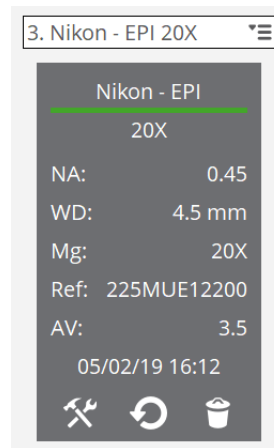 3. Nikon - EPI 20X
Nikon - EPI
20X
NA: 0.45
WD: 4.5 mm
Mg: 20X
Ref: 225MUE12200
AV: 3.5
05/02/19 16:12